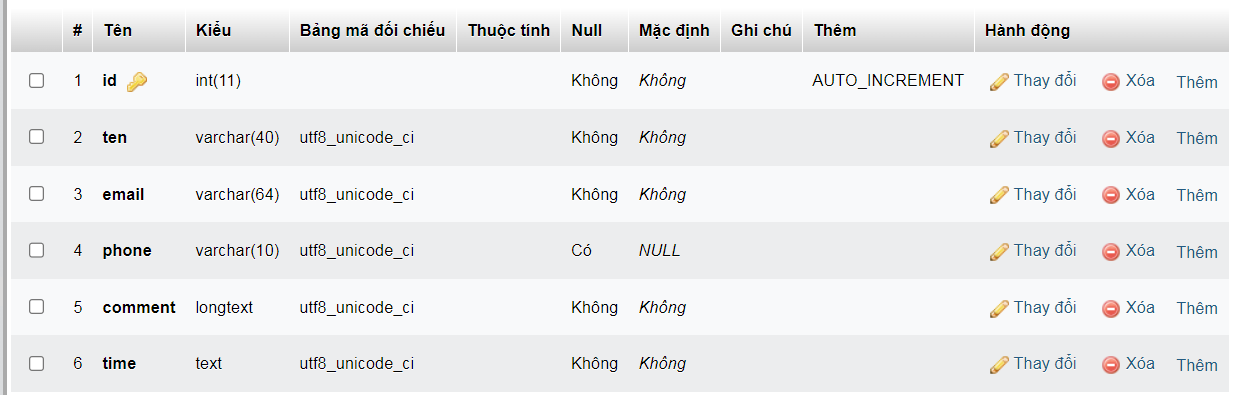 # Tên Kiểu Bảng mã đối chiếu Thuộc tính Null Mặc định Ghi chú Thêm Hành động
1 id int(11) Không Không AUTO_INCREMENT Thay đổi Xóa Thêm
2 ten varchar(40) utf8_unicode_ci Không Không Thay đổi Xóa Thêm
3 email varchar(64) utf8_unicode_ci Không Không Thay đổi Xóa Thêm
4 phone varchar(10) utf8_unicode_ci Có NULL Thay đổi Xóa Thêm
5 comment longtext utf8_unicode_ci Không Không Thay đổi Xóa Thêm
6 time text utf8_unicode_ci Không Không Thay đổi Xóa Thêm